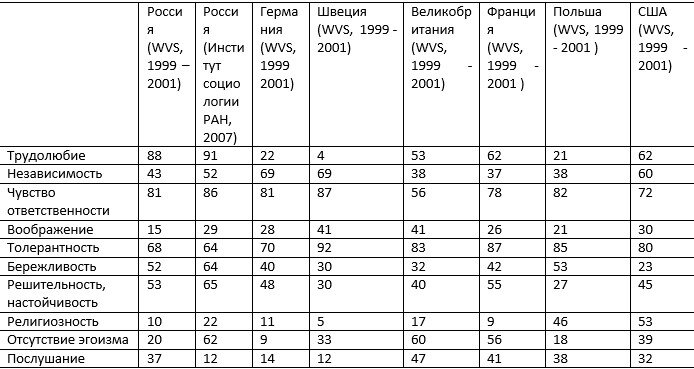 Россия (WVS, 1999 – 2001) Россия (Институт социологии РАН, 2007) Германия (WVS, 1999 2001) Швеция (WVS, 1999 - 2001) Великобритания (WVS, 1999 - 2001) Франция (WVS, 1999 - 2001 ) Польша (WVS, 1999 - 2001 ) США (WVS, 1999 - 2001)
Трудолюбие 88 91 22 4 53 62 21 62
Независимость 43 52 69 69 38 37 38 60
Чувство ответственности 81 86 81 87 56 78 82 72
Воображение 15 29 28 41 41 26 21 30
Толерантность 68 64 70 92 83 87 85 80
Бережливость 52 64 40 30 32 42 53 23
Решительность, настойчивость 53 65 48 30 40 55 27 45
Религиозность 10 22 11 5 17 9 46 53
Отсутствие эгоизма 20 62 9 33 60 56 18 39
Послушание 37 12 14 12 47 41 38 32